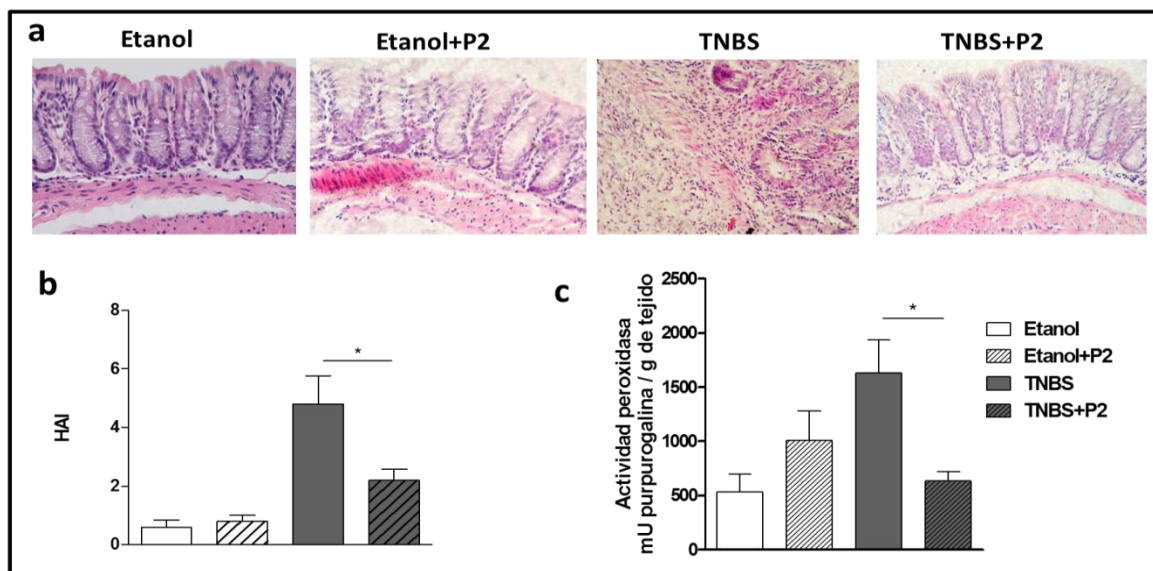 a
Etanol
Etanol+P2
TNBS
TNBS+P2
b
HAI
8
6
4
2
0
*
c
Actividad peroxidasa
mU purpurogalina / g de tejido
2500
2000
1500
1000
500
0
*
Etanol
Etanol+P2
TNBS
TNBS+P2